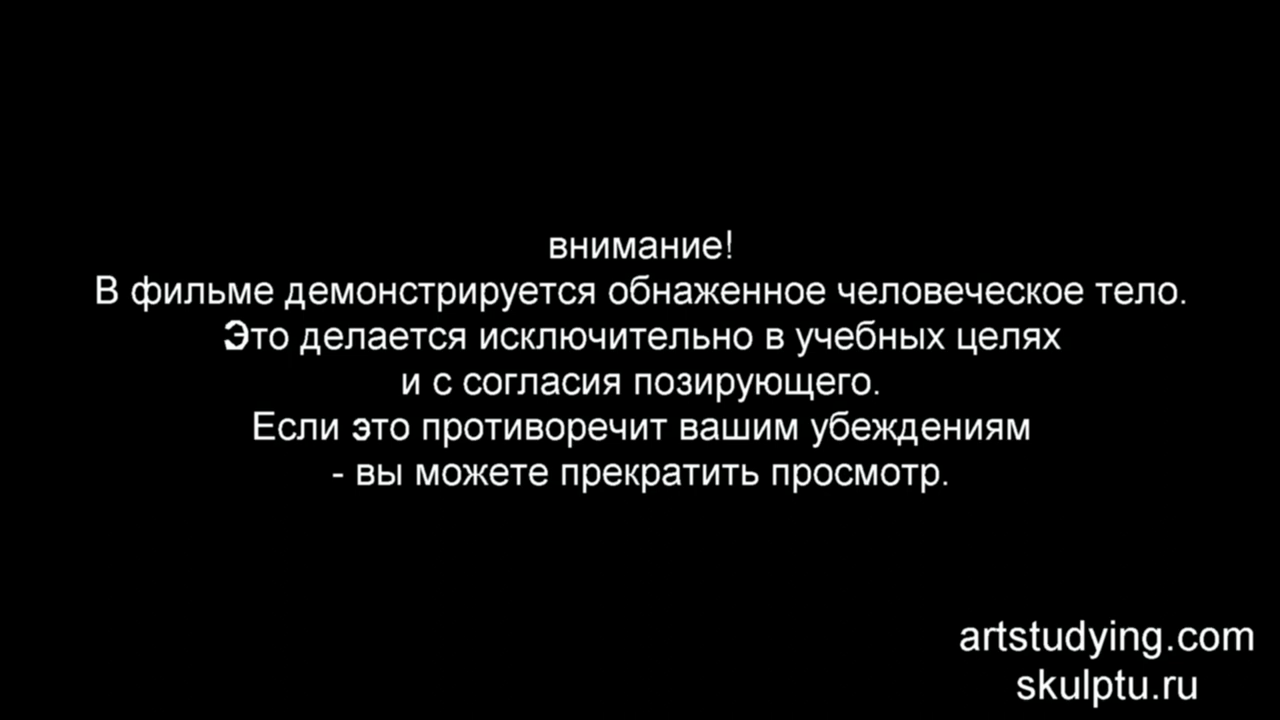 внимание!
В фильме демонстрируется обнаженное человеческое тело.
Это делается исключительно в учебных целях
и с согласия позирующего.
Если это противоречит вашим убеждениям
- вы можете прекратить просмотр.
artstudying.com
skulptu.ru